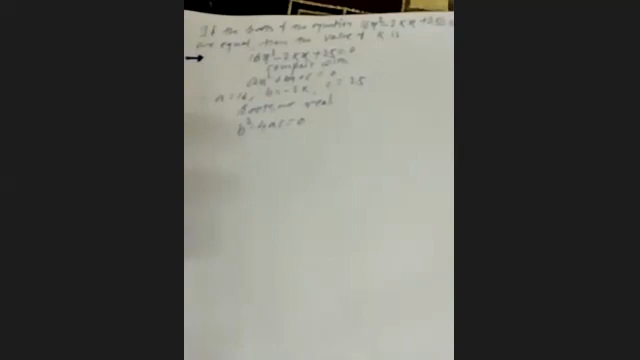 If the roots of the equation 16x²-2kx+25=0
are equal, then the value of k is
16x²-2kx+25=0
compare with
ax²+bx+c=0
a=16, b=-2k, c=25
Roots are real
b²-4ac=0